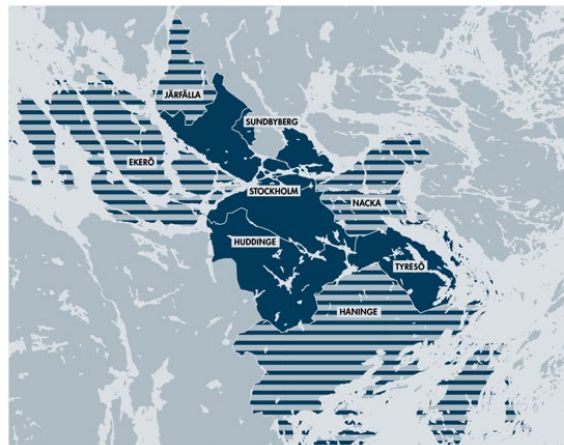 JÄRFÄLLA
SUNDBYBERG
EKERÖ
STOCKHOLM
NACKA
HUDDINGE
TYRESÖ
HANINGE